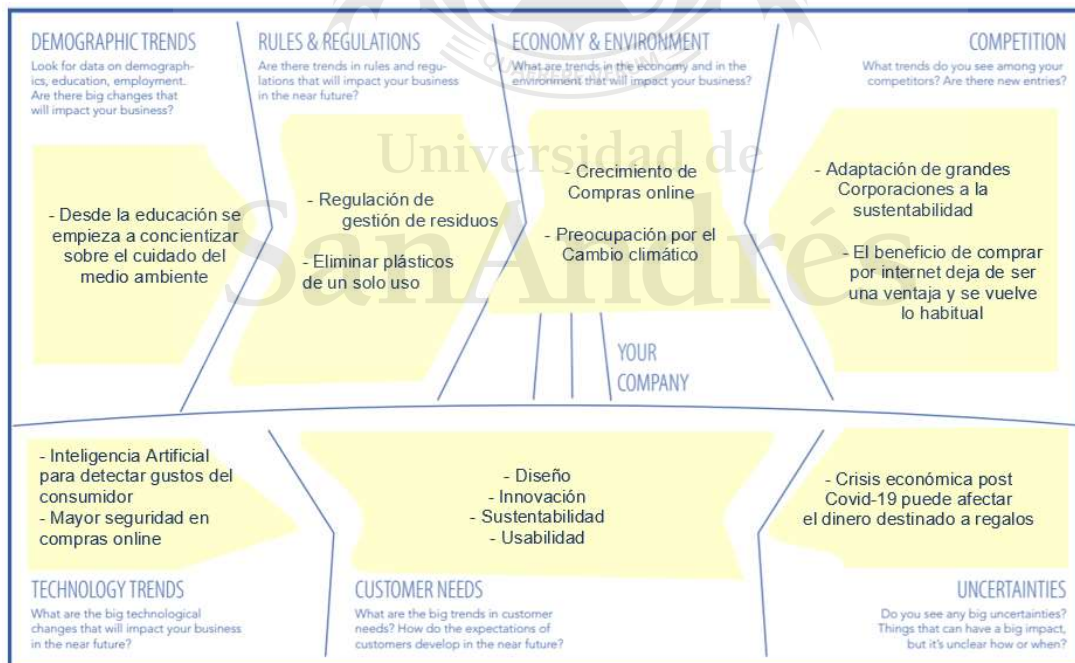 DEMOGRAPHIC TRENDS
Look for data on demograph-
ics, education, employment.
Are there big changes that
will impact your business?
- Desde la educación se
empieza a concientizar
sobre el cuidado del
medio ambiente
RULES & REGULATIONS
Are there trends in rules and regu-
lations that will impact your business
in the near future?
- Regulación de
gestión de residuos
- Eliminar plásticos
de un solo uso
ECONOMY & ENVIRONMENT
What are trends in the economy and in the
environment that will impact your business?
- Crecimiento de
Compras online
- Preocupación por el
Cambio climático
COMPETITION
What trends do you see among your
competitors? Are there new entries?
- Adaptación de grandes
Corporaciones a la
sustentabilidad
- El beneficio de comprar
por internet deja de ser
una ventaja y se vuelve
lo habitual
Universidad de
SanAndrés
YOUR
COMPANY
- Inteligencia Artificial
para detectar gustos del
consumidor
- Mayor seguridad en
compras online
TECHNOLOGY TRENDS
What are the big technological
changes that will impact your business
in the near future?
- Diseño
- Innovación
- Sustentabilidad
- Usabilidad
CUSTOMER NEEDS
What are the big trends in customer
needs? How do the expectations of
customers develop in the near future?
- Crisis económica post
Covid-19 puede afectar
el dinero destinado a regalos
UNCERTAINTIES
Do you see any big uncertainties?
Things that can have a big impact,
but it's unclear how or when?